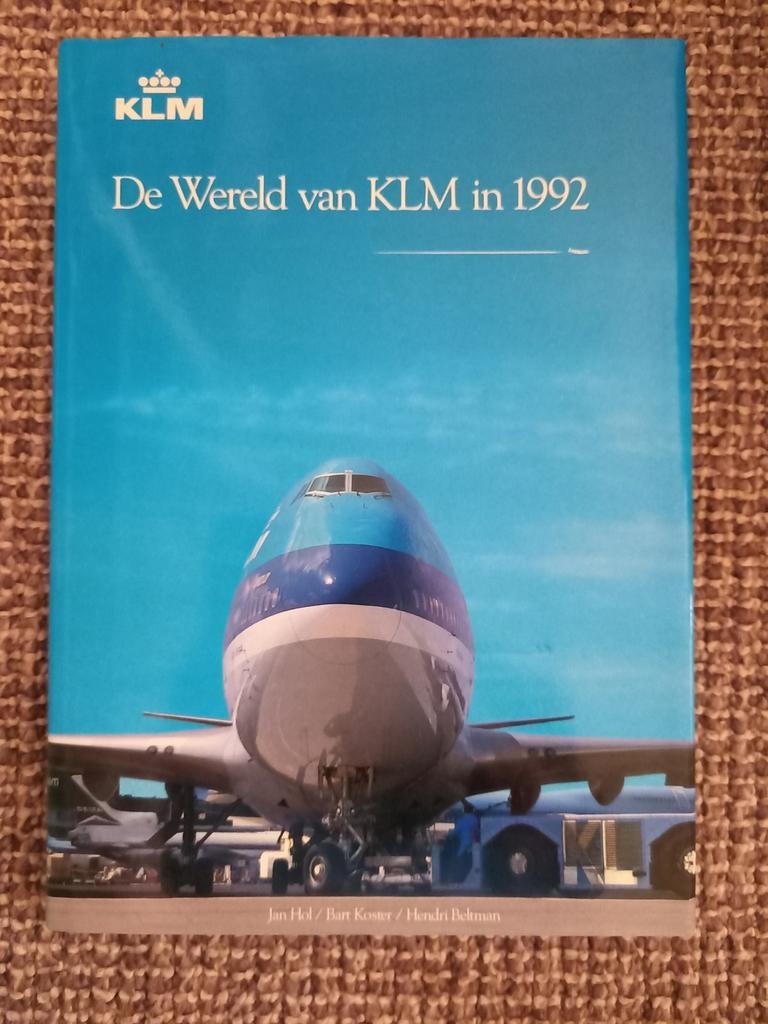 KLM
De Wereld van KLM in 1992
Jan Hol / Bart Koster / Hendri Beltman